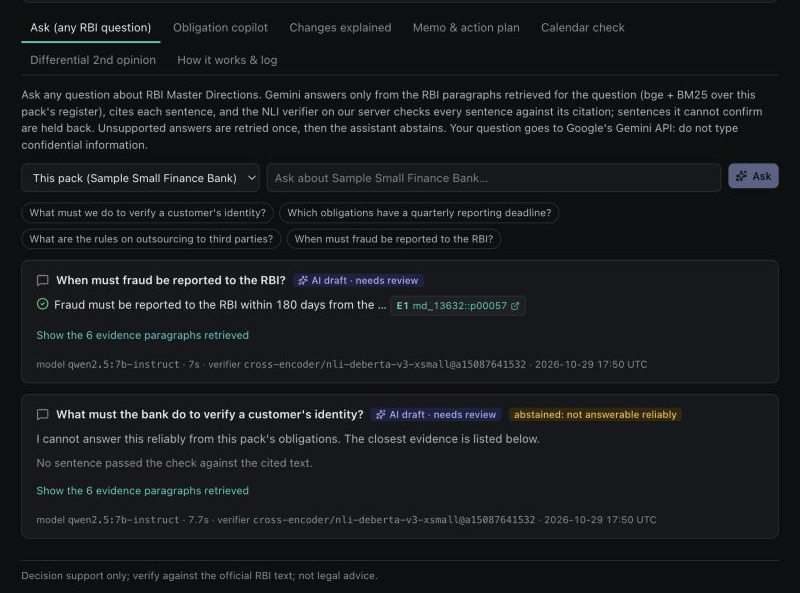 Ask (any RBI question) Obligation copilot Changes explained Memo & action plan Calendar check
Differential 2nd opinion How it works & log
Ask any question about RBI Master Directions. Gemini answers only from the RBI paragraphs retrieved for the question (bge + BM25 over this
pack's register), cites each sentence, and the NLI verifier on our server checks every sentence against its citation; sentences it cannot confirm
are held back. Unsupported answers are retried once, then the assistant abstains. Your question goes to Google's Gemini API: do not type
confidential information.
This pack (Sample Small Finance Bank) Ask about Sample Small Finance Bank... Ask
What must we do to verify a customer's identity? Which obligations have a quarterly reporting deadline?
What are the rules on outsourcing to third parties? When must fraud be reported to the RBI?
When must fraud be reported to the RBI? AI draft · needs review
Fraud must be reported to the RBI within 180 days from the ... E1 md_13632::p00057
Show the 6 evidence paragraphs retrieved
model qwen2.5:7b-instruct · 7s · verifier cross-encoder/nli-deberta-v3-xsmall@a15087641532 · 2026-10-29 17:50 UTC
What must the bank do to verify a customer's identity? AI draft · needs review abstained: not answerable reliably
I cannot answer this reliably from this pack's obligations. The closest evidence is listed below.
No sentence passed the check against the cited text.
Show the 6 evidence paragraphs retrieved
model qwen2.5:7b-instruct · 7.7s · verifier cross-encoder/nli-deberta-v3-xsmall@a15087641532 · 2026-10-29 17:50 UTC
Decision support only; verify against the official RBI text; not legal advice.